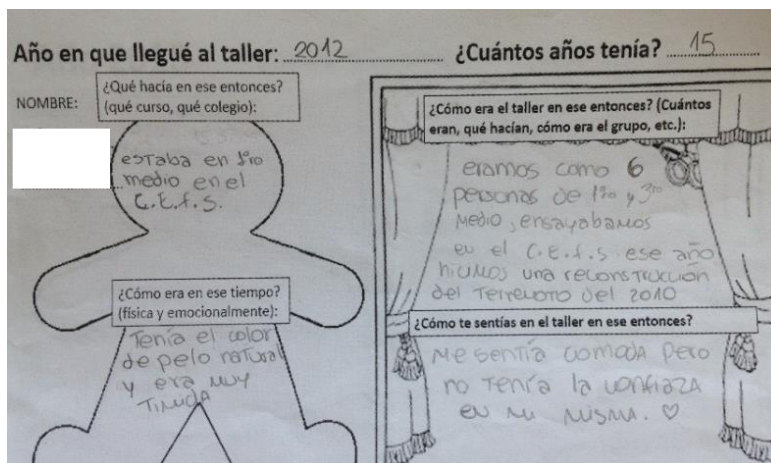 Año en que llegué al taller: 2012 ¿Cuántos años tenía? 15
¿Qué hacía en ese entonces?
(qué curso, qué colegio):
NOMBRE:
estaba en 1ro
medio en el
C.E.f.S.
¿Cómo era en ese tiempo?
(física y emocionalmente):
Tenía el color
de pelo natural
y era muy
Timida
¿Cómo era el taller en ese entonces? (Cuántos
eran, qué hacían, cómo era el grupo, etc.):
eramos como 6
personas de 1ro y 3ro
medio, ensayabamos
en el C.E.f.S ese año
hicimos una reconstrucción
del Terremoto del 2010
¿Cómo te sentías en el taller en ese entonces?
Me sentía comoda pero
no tenía la confiaza
en mi misma. ♡